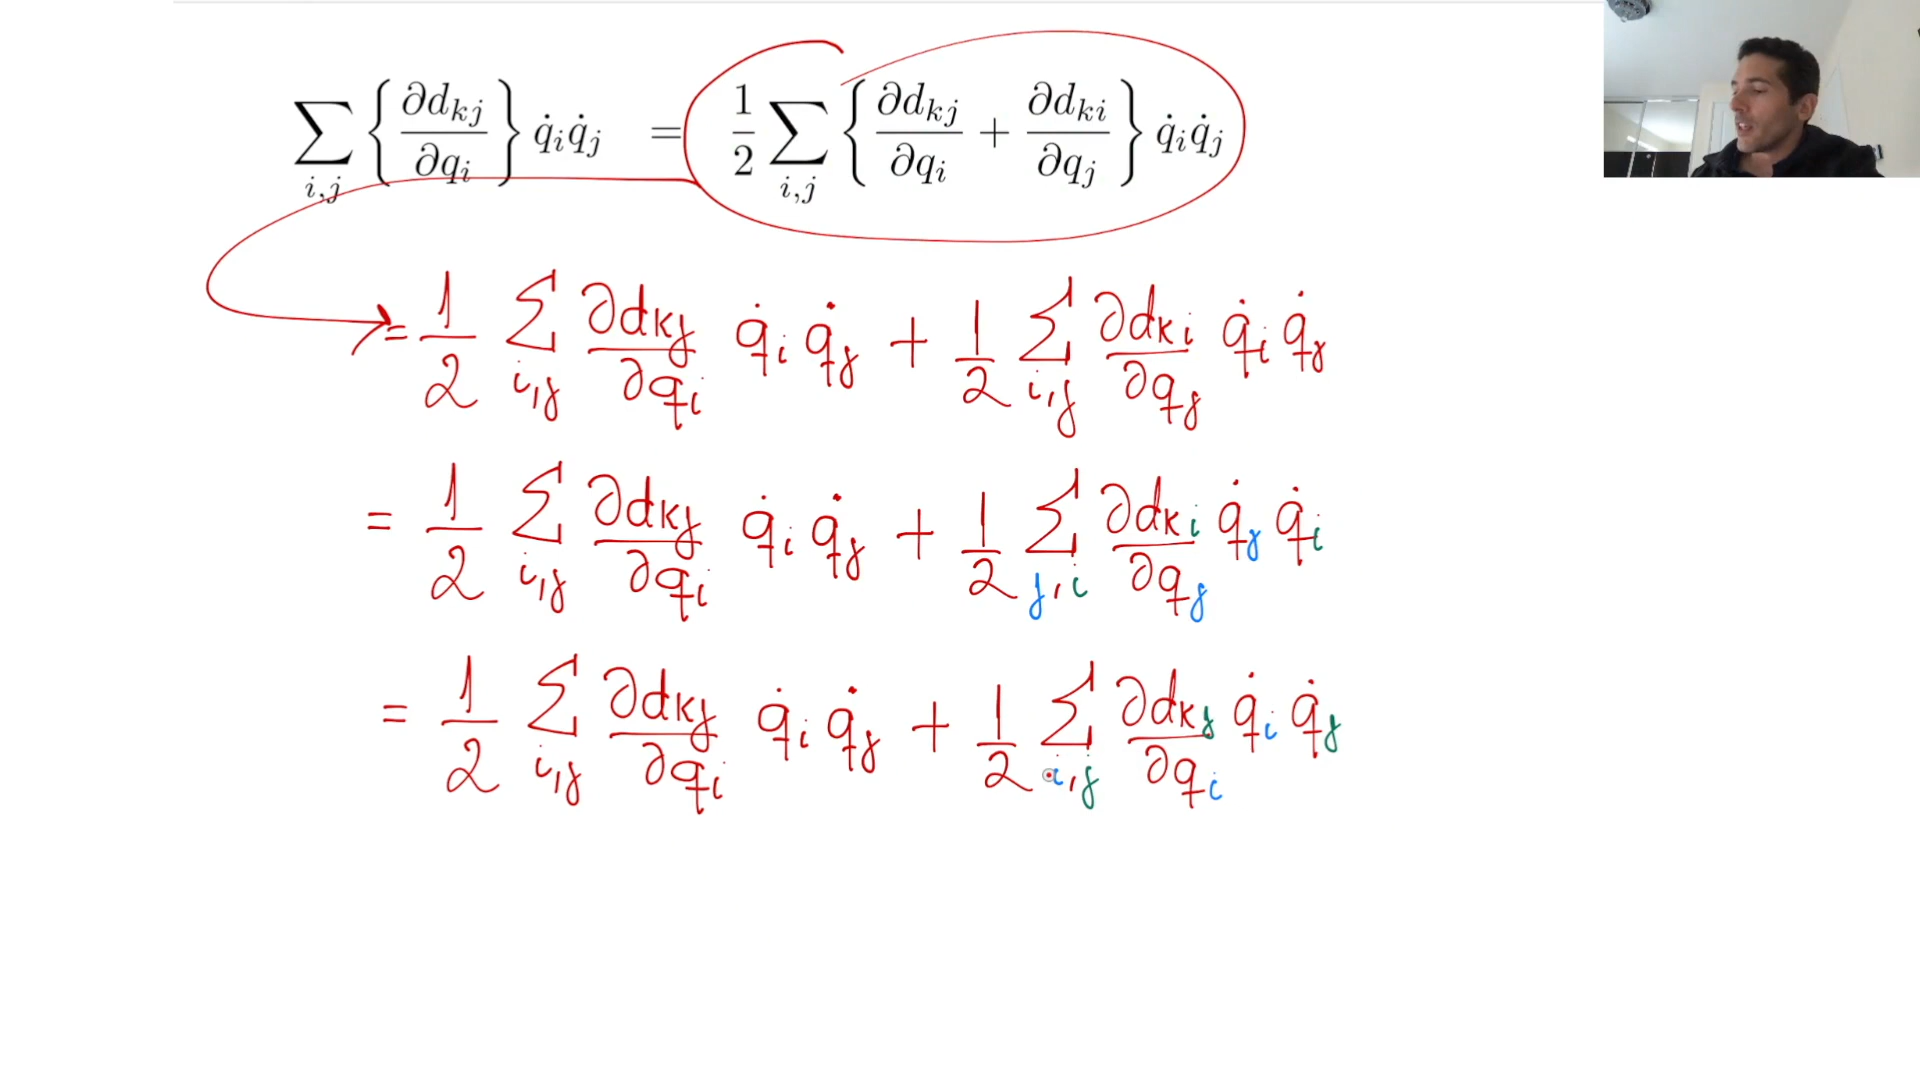 ∑_{i,j} {∂d_{kj}/∂q_i} q̇_i q̇_j = 1/2 ∑_{i,j} {∂d_{kj}/∂q_i + ∂d_{ki}/∂q_j} q̇_i q̇_j
= 1/2 ∑_{i,j} ∂d_{kj}/∂q_i q̇_i q̇_j + 1/2 ∑_{i,j} ∂d_{ki}/∂q_j q̇_i q̇_j
= 1/2 ∑_{i,j} ∂d_{kj}/∂q_i q̇_i q̇_j + 1/2 ∑_{j,i} ∂d_{ki}/∂q_j q̇_j q̇_i
= 1/2 ∑_{i,j} ∂d_{kj}/∂q_i q̇_i q̇_j + 1/2 ∑_{i,j} ∂d_{kj}/∂q_i q̇_i q̇_j